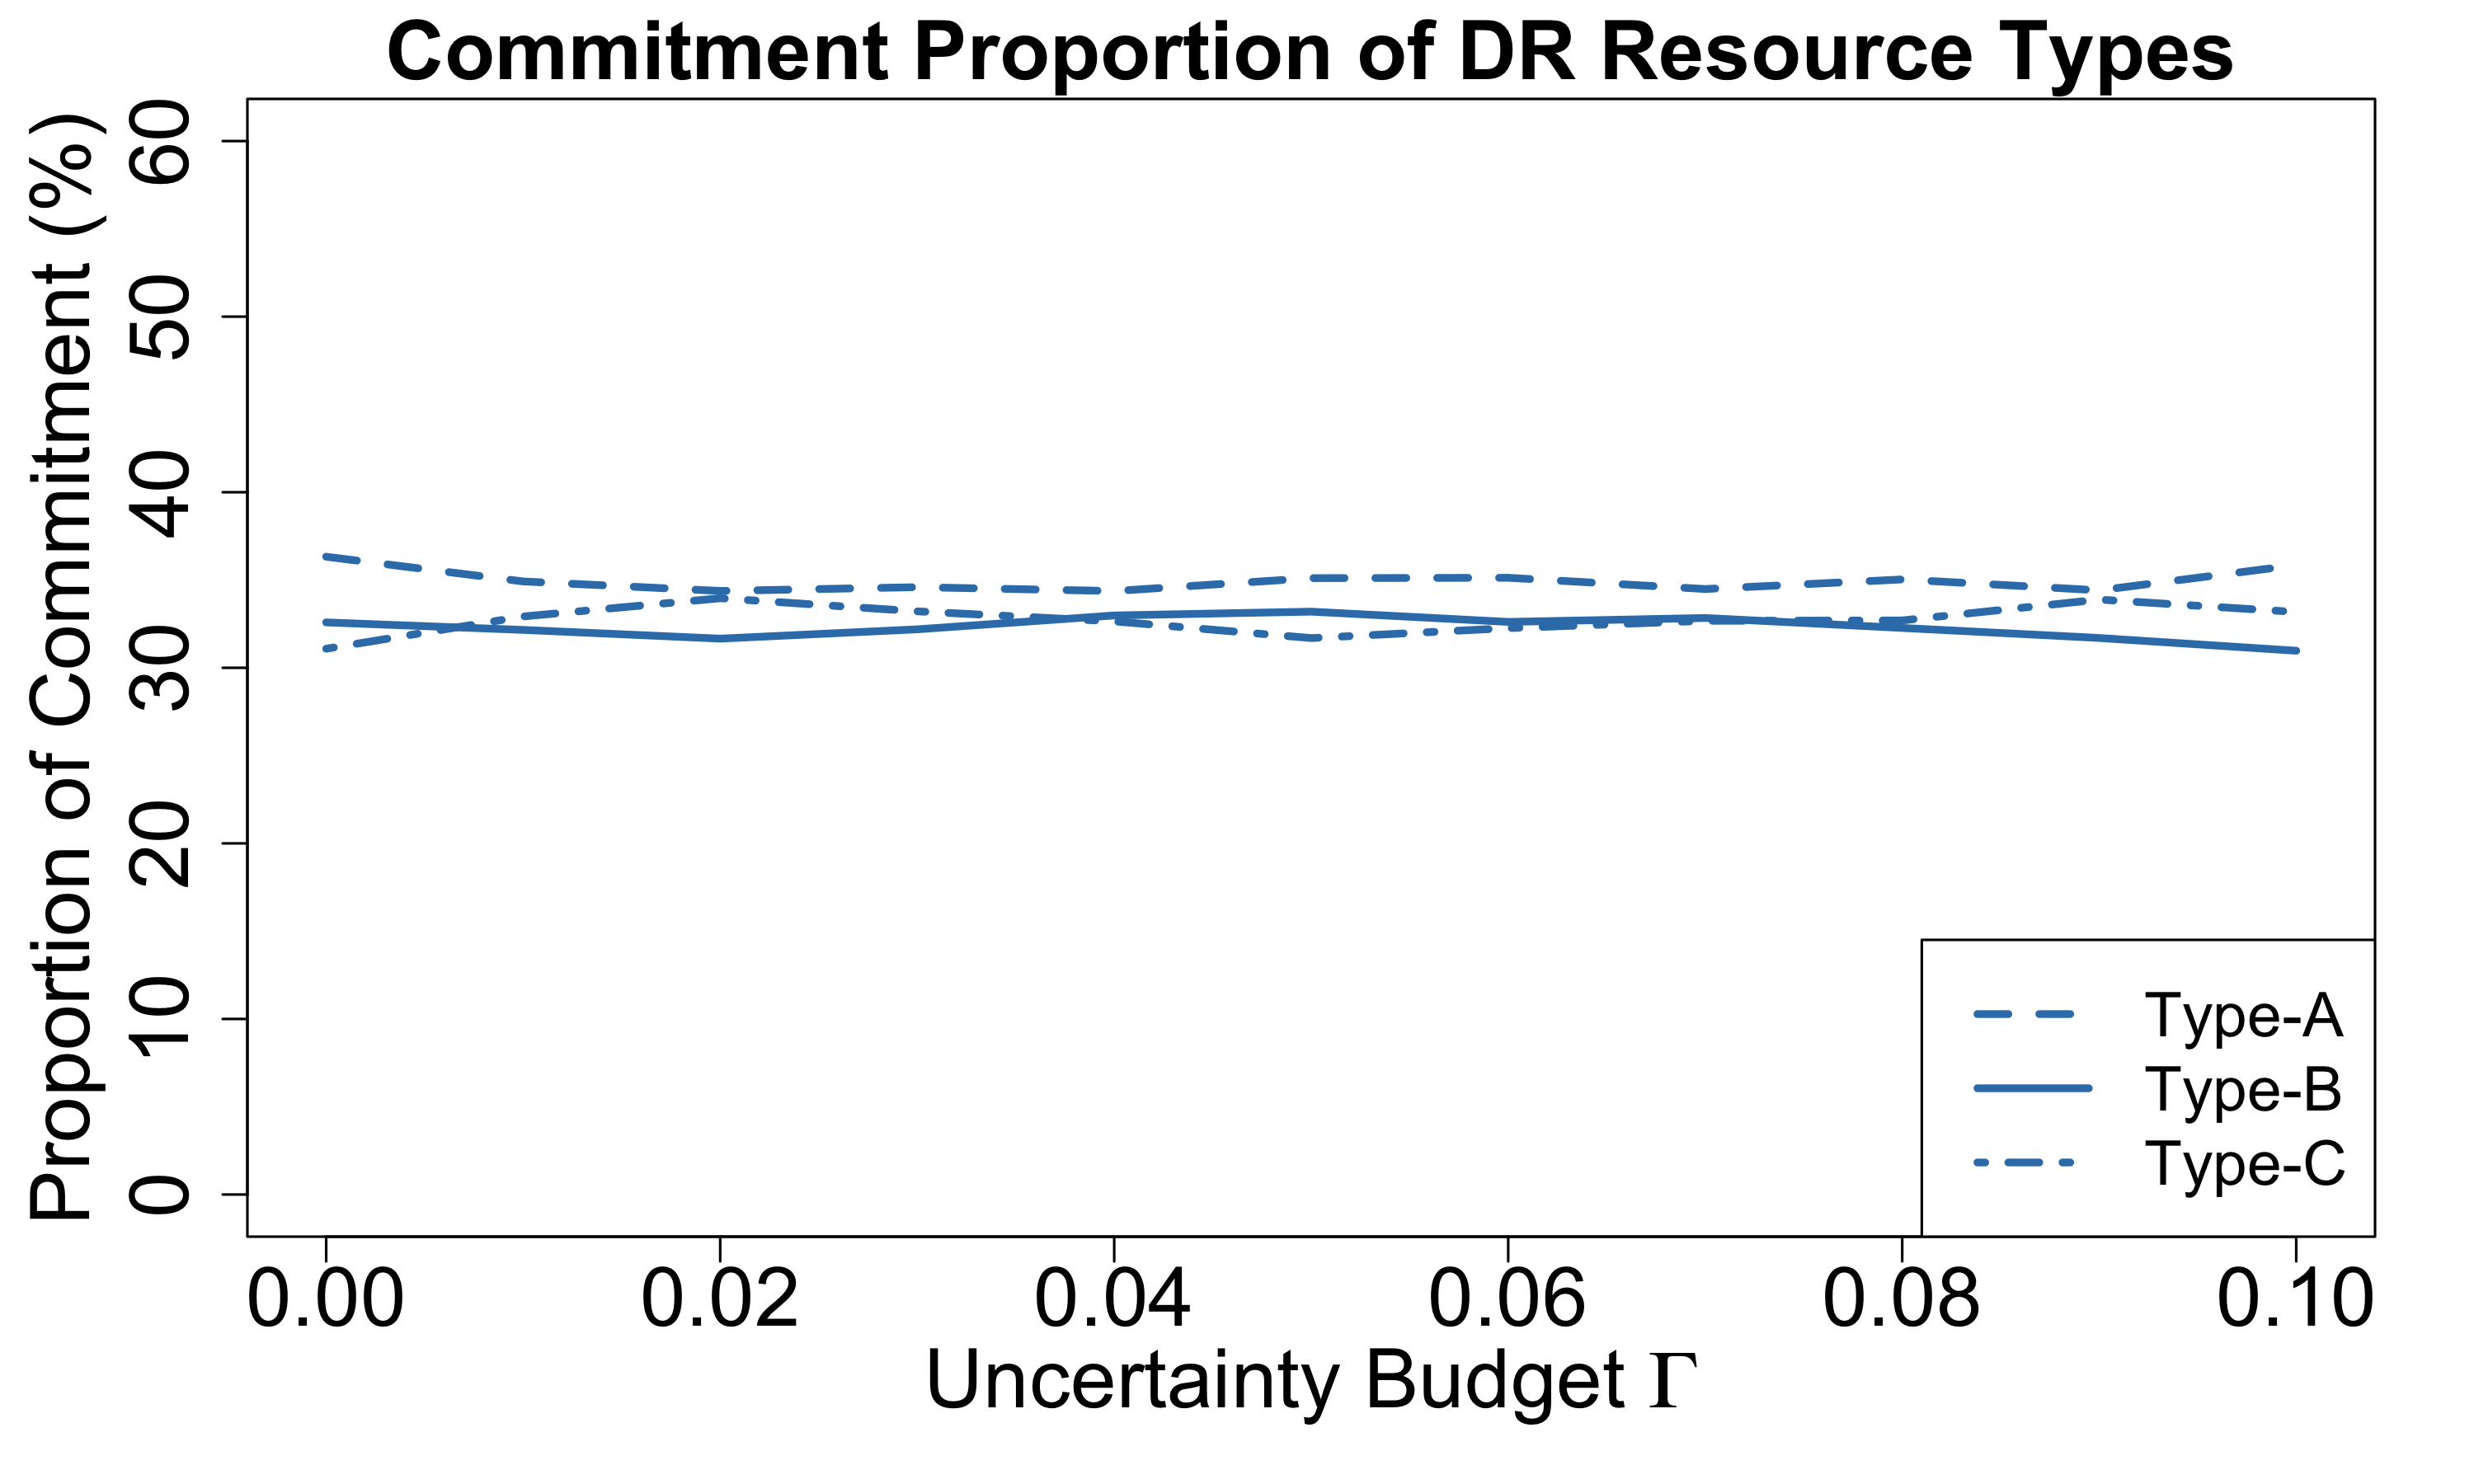 Commitment Proportion of DR Resource Types
Proportion of Commitment (%)
60
50
40
30
20
10
0
0.00 0.02 0.04 0.06 0.08 0.10
Uncertainty Budget Γ
Type-A
Type-B
Type-C